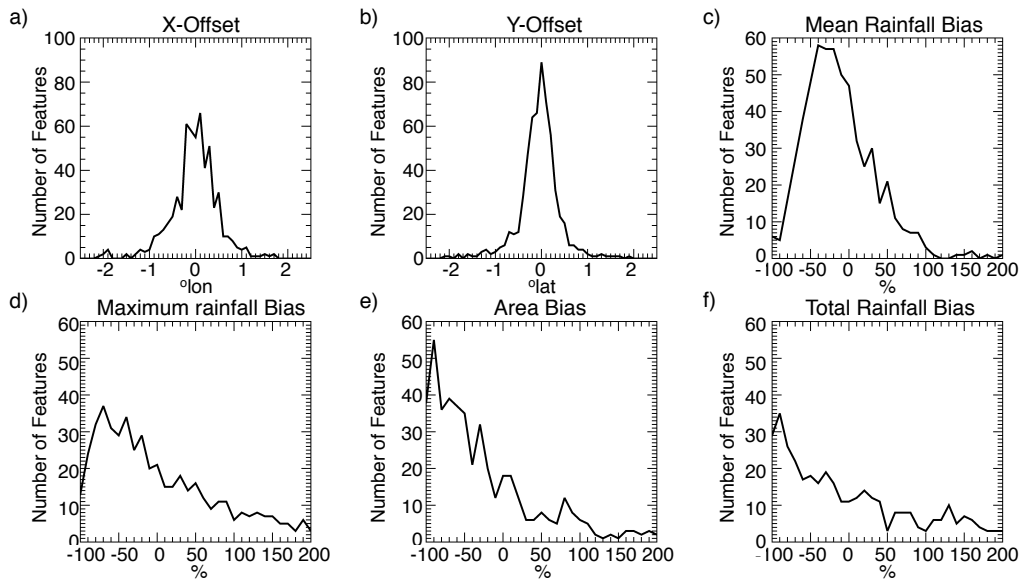 a) X-Offset
100
80
60
40
20
0
-2 -1 0 1 2
Number of Features
°lon
b) Y-Offset
100
80
60
40
20
0
-2 -1 0 1 2
Number of Features
°lat
c) Mean Rainfall Bias
60
50
40
30
20
10
0
-100 -50 0 50 100 150 200
Number of Features
%
d) Maximum rainfall Bias
60
50
40
30
20
10
0
-100 -50 0 50 100 150 200
Number of Features
%
e) Area Bias
60
50
40
30
20
10
0
-100 -50 0 50 100 150 200
Number of Features
%
f) Total Rainfall Bias
60
50
40
30
20
10
0
-100 -50 0 50 100 150 200
Number of Features
%